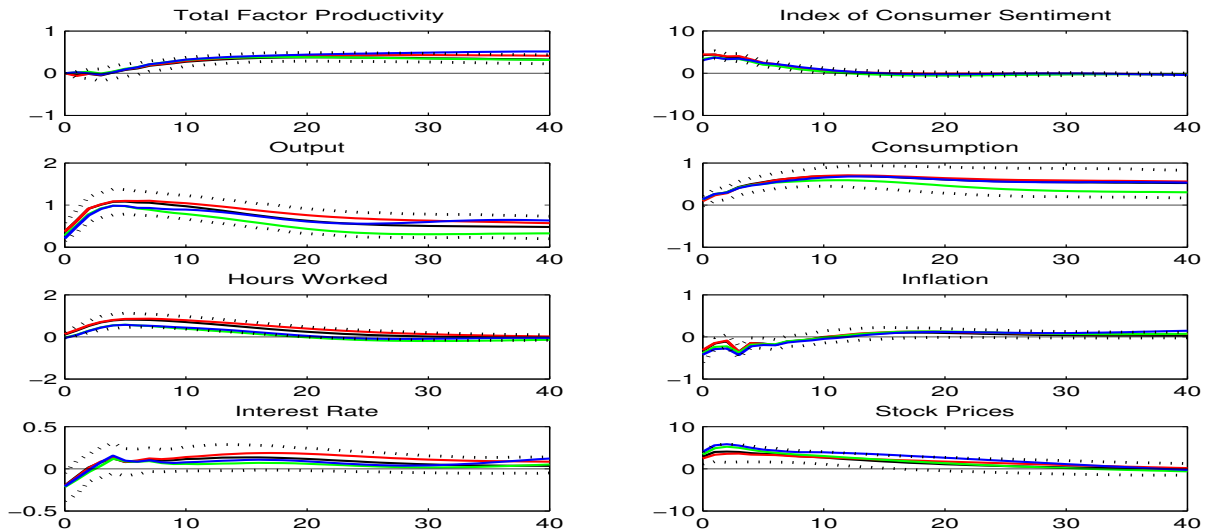 Total Factor Productivity
1
0
−1
0 10 20 30 40
Index of Consumer Sentiment
10
0
−10
0 10 20 30 40
Output
2
1
0
0 10 20 30 40
Consumption
1
0
−1
0 10 20 30 40
Hours Worked
2
0
−2
0 10 20 30 40
Inflation
1
0
−1
0 10 20 30 40
Interest Rate
0.5
0
−0.5
0 10 20 30 40
Stock Prices
10
0
−10
0 10 20 30 40